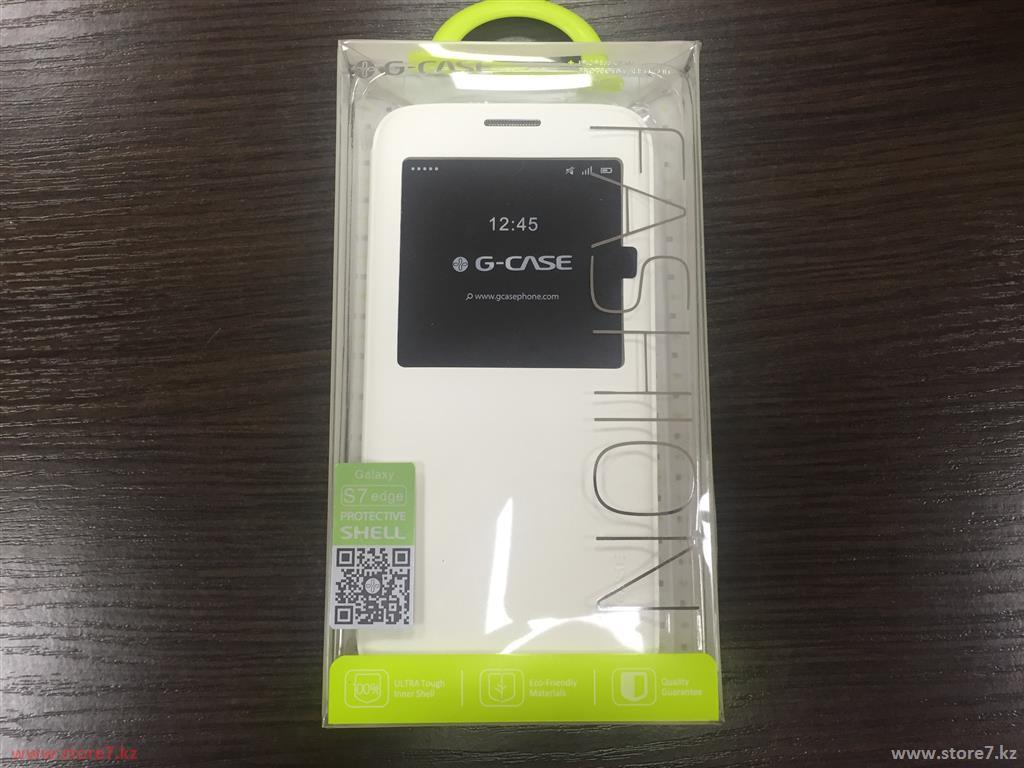 G-CASE
12:45
G-CASE
www.gcasephone.com
FASHION
Galaxy
S7 edge
PROTECTIVE
SHELL
100%
ULTRA Tough
Inner Shell
Eco-Friendly
Materials
Quality
Guarantee
www.store7.kz
www.store7.kz